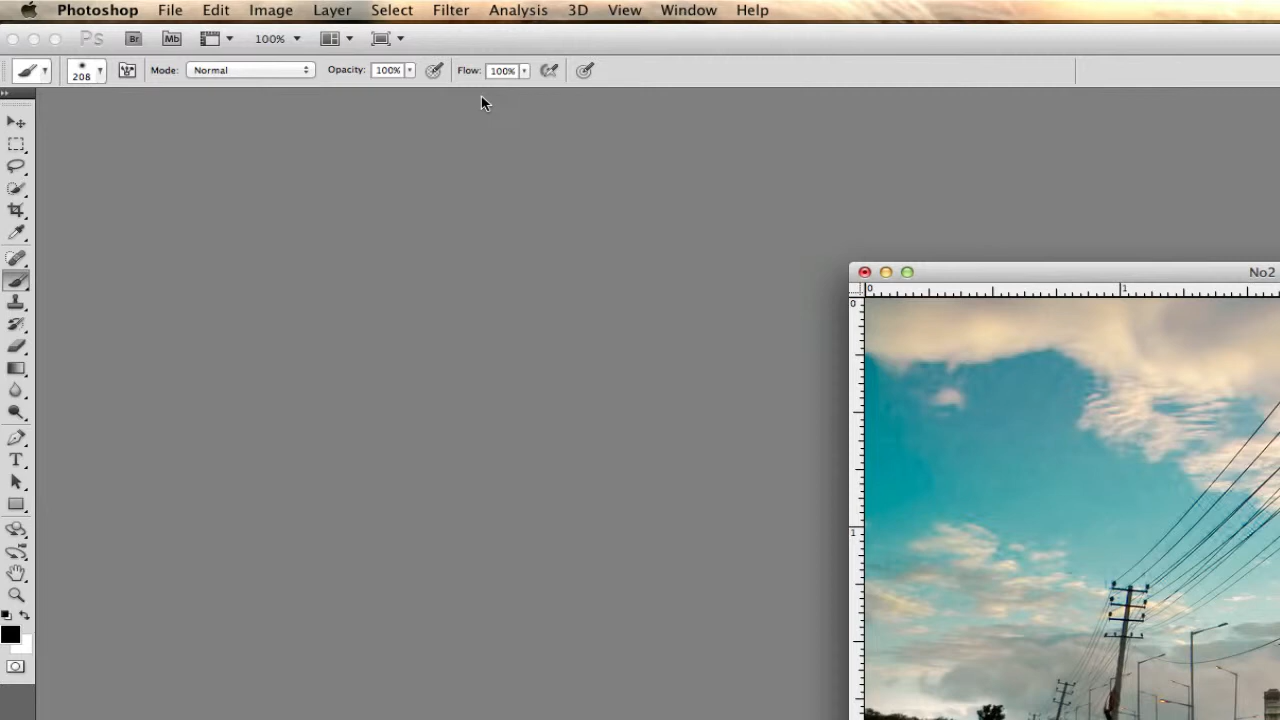 Photoshop File Edit Image Layer Select Filter Analysis 3D View Window Help
Ps Br Mb 100%
208 Mode: Normal Opacity: 100% Flow: 100%
No2
0 1
0
T
1